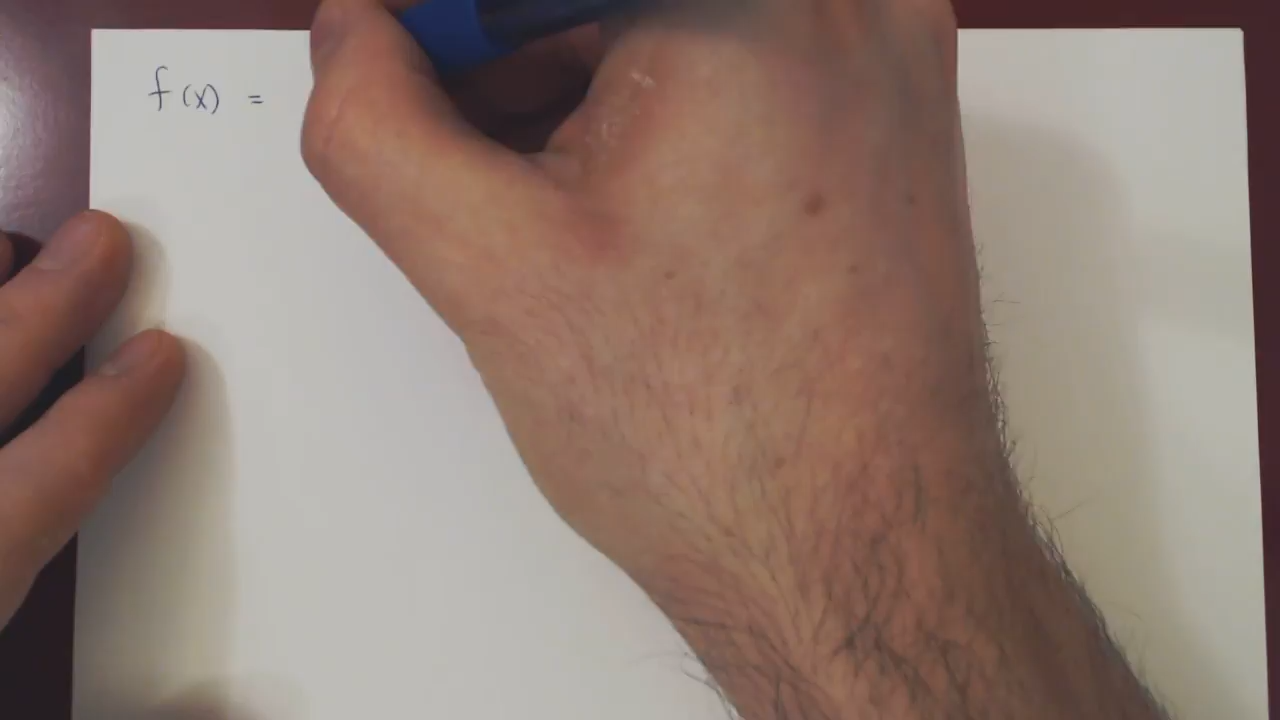 f(x) =